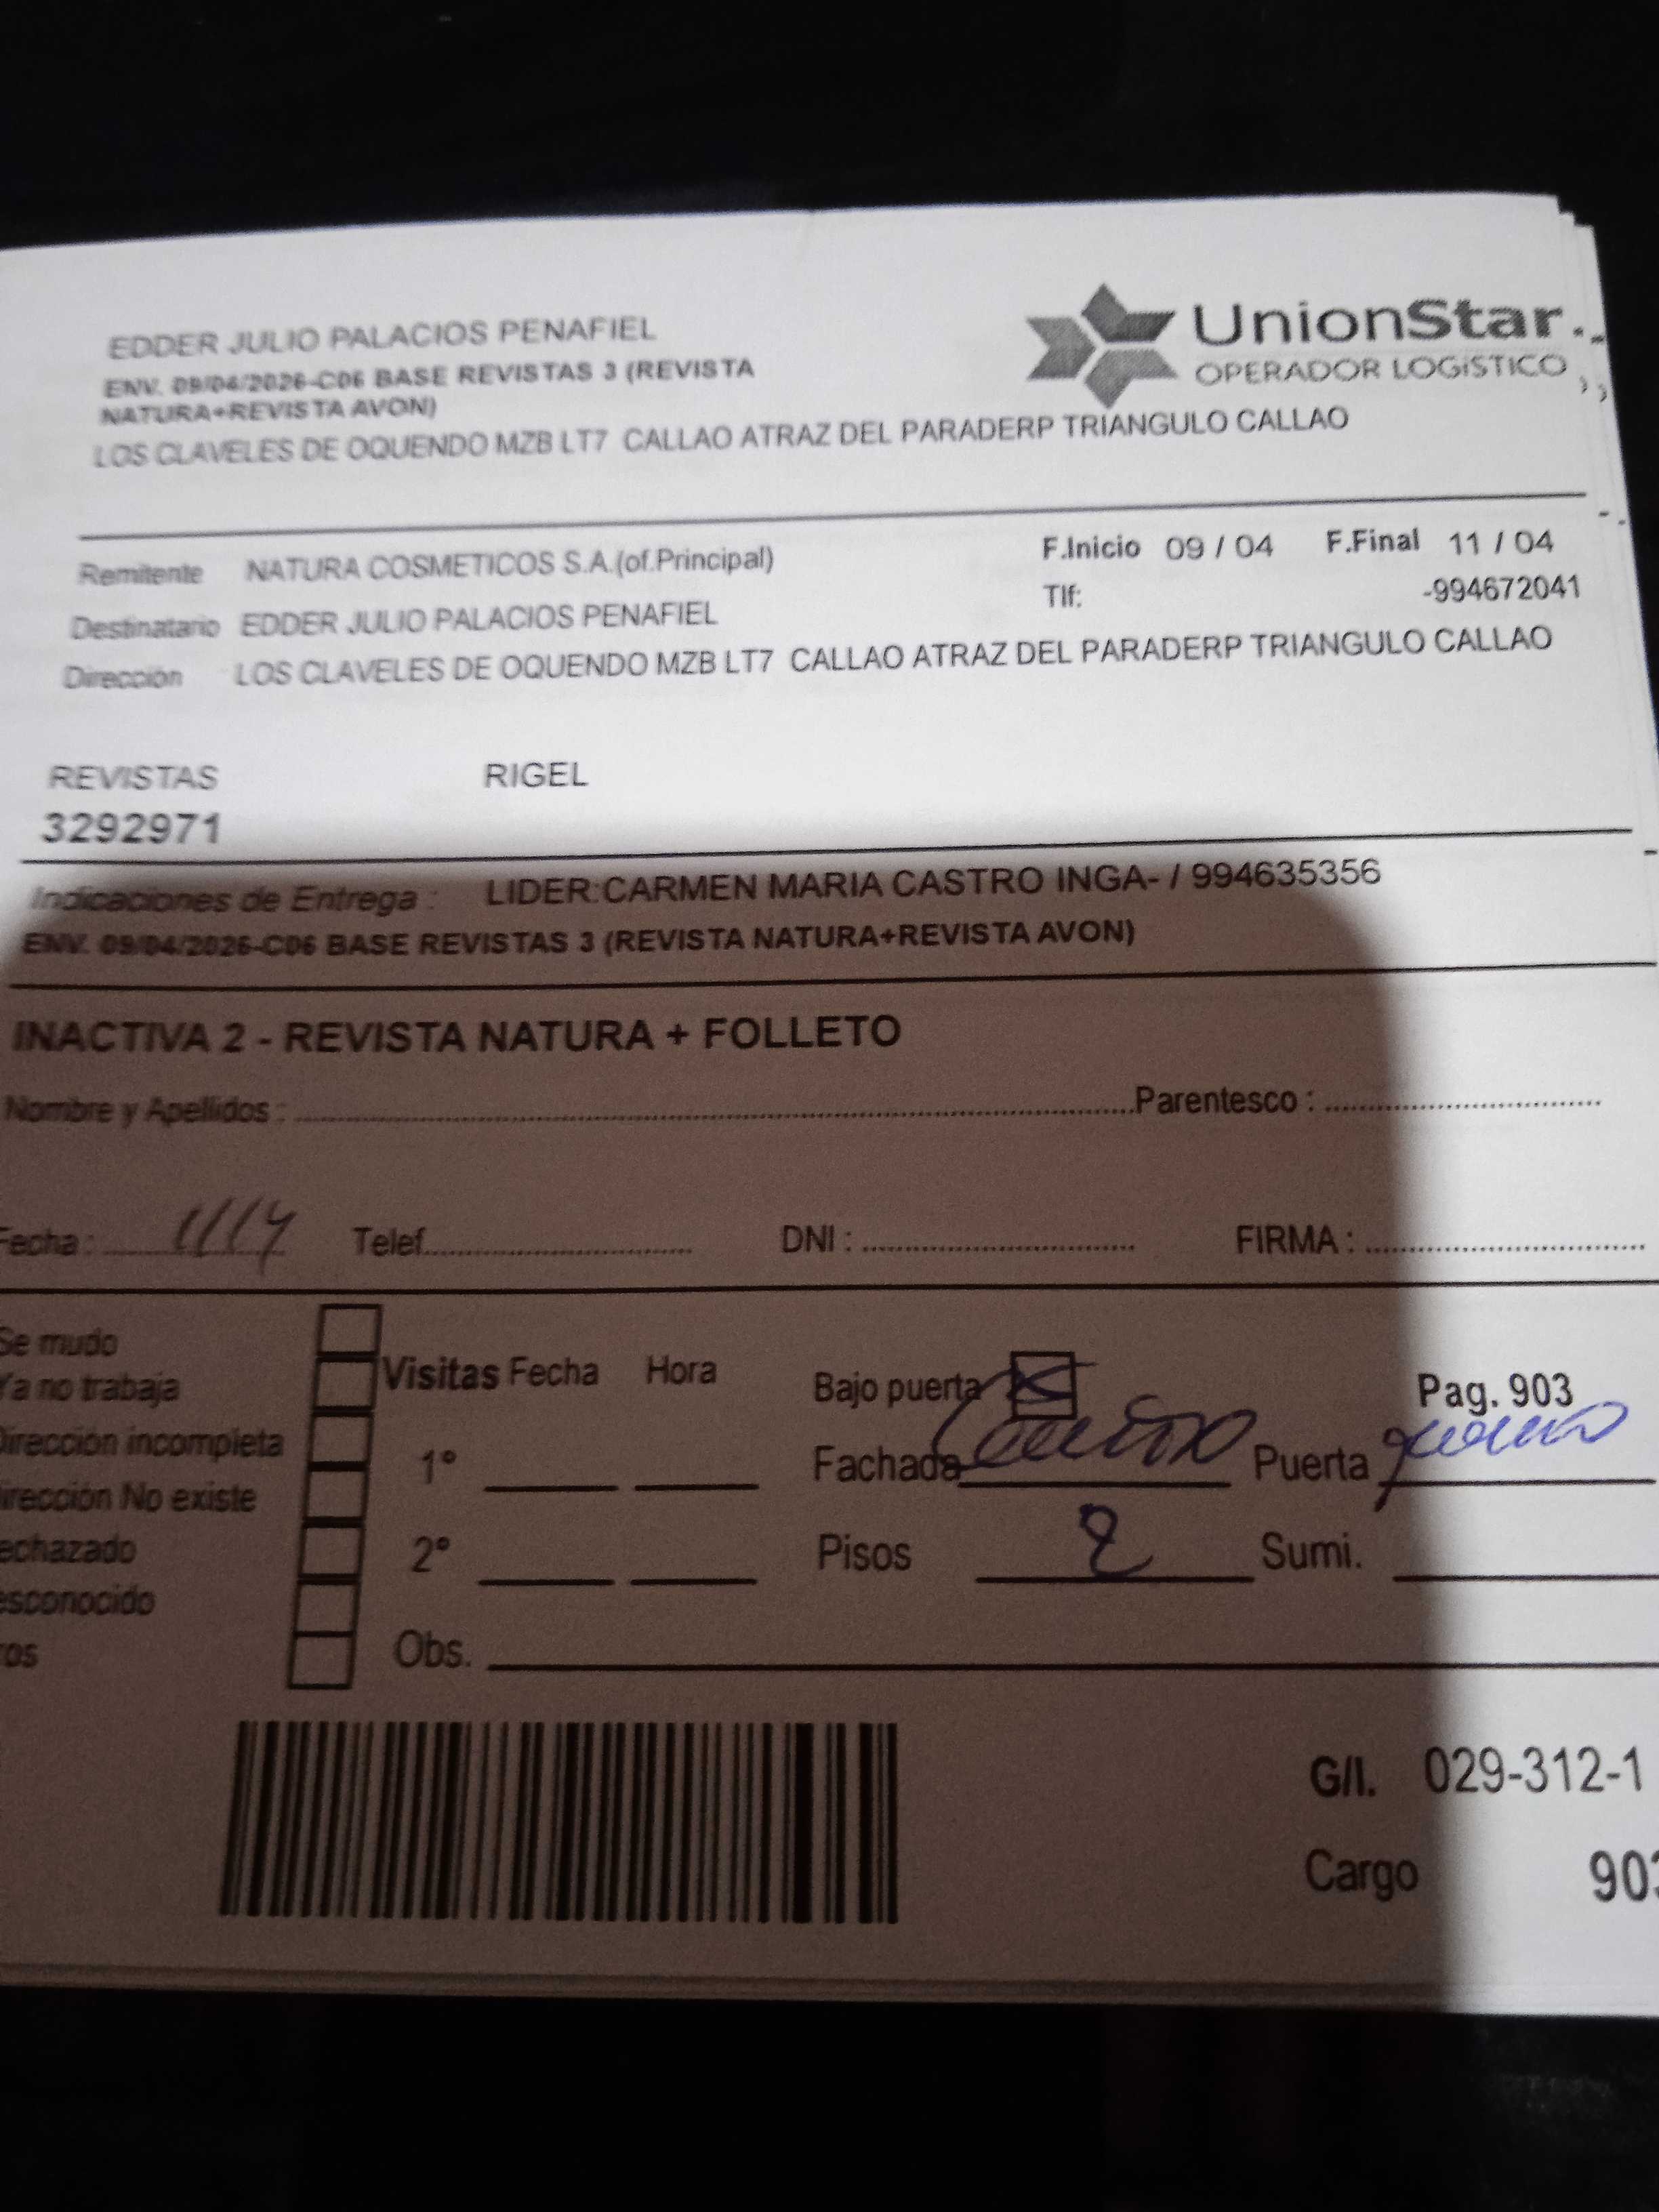 EDDER JULIO PALACIOS PENAFIEL
UnionStar
ENV. 09/04/2026-C06 BASE REVISTAS 3 (REVISTA
OPERADOR LOGíSTICO
NATURA+REVISTA AVON)
LOS CLAVELES DE OQUENDO MZB LT7 CALLAO ATRAZ DEL PARADERP TRIANGULO CALLAO
Remitente NATURA COSMETICOS S.A.(of.Principal) F.Inicio 09 / 04 F.Final 11 / 04
Tlf: -994672041
Destinatario EDDER JULIO PALACIOS PENAFIEL
Dirección LOS CLAVELES DE OQUENDO MZB LT7 CALLAO ATRAZ DEL PARADERP TRIANGULO CALLAO
REVISTAS RIGEL
3292971
Indicaciones de Entrega : LIDER:CARMEN MARIA CASTRO INGA- / 994635356
ENV. 09/04/2026-C06 BASE REVISTAS 3 (REVISTA NATURA+REVISTA AVON)
INACTIVA 2 - REVISTA NATURA + FOLLETO
Nombre y Apellidos : Parentesco :
Fecha : 11/4 Telef. DNI : FIRMA :
Se mudo
Ya no trabaja Visitas Fecha Hora Bajo puerta Pag. 903
Dirección incompleta
1° Fachada Puerta
irección No existe
echazado 2° Pisos 2 Sumi.
esconocido
ros Obs.
G/I. 029-312-1
Cargo 903